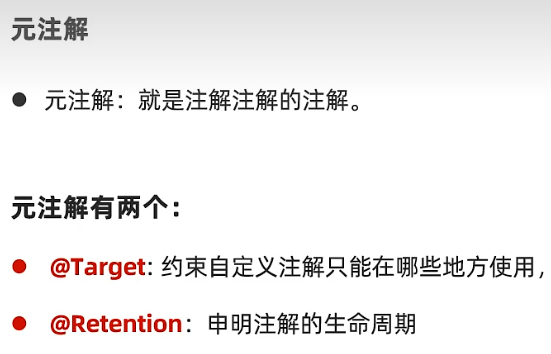 元注解
● 元注解：就是注解注解的注解。
元注解有两个：
● @Target: 约束自定义注解只能在哪些地方使用，
● @Retention：申明注解的生命周期